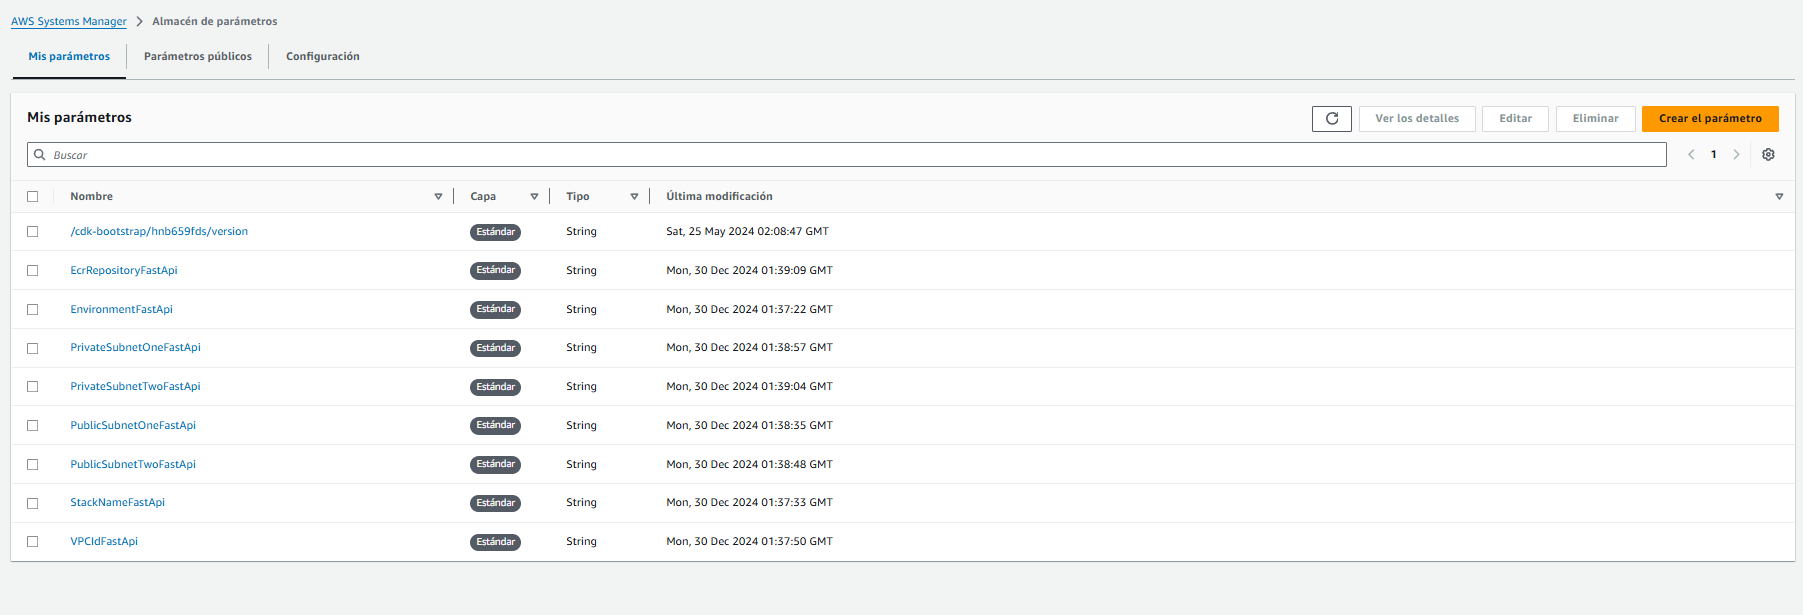 AWS Systems Manager > Almacén de parámetros
Mis parámetros Parámetros públicos Configuración
Mis parámetros Ver los detalles Editar Eliminar Crear el parámetro
Buscar 1
Nombre Capa Tipo Última modificación
/cdk-bootstrap/hnb659fds/version Estándar String Sat, 25 May 2024 02:08:47 GMT
EcrRepositoryFastApi Estándar String Mon, 30 Dec 2024 01:39:09 GMT
EnvironmentFastApi Estándar String Mon, 30 Dec 2024 01:37:22 GMT
PrivateSubnetOneFastApi Estándar String Mon, 30 Dec 2024 01:38:57 GMT
PrivateSubnetTwoFastApi Estándar String Mon, 30 Dec 2024 01:39:04 GMT
PublicSubnetOneFastApi Estándar String Mon, 30 Dec 2024 01:38:35 GMT
PublicSubnetTwoFastApi Estándar String Mon, 30 Dec 2024 01:38:48 GMT
StackNameFastApi Estándar String Mon, 30 Dec 2024 01:37:33 GMT
VPCIdFastApi Estándar String Mon, 30 Dec 2024 01:37:50 GMT